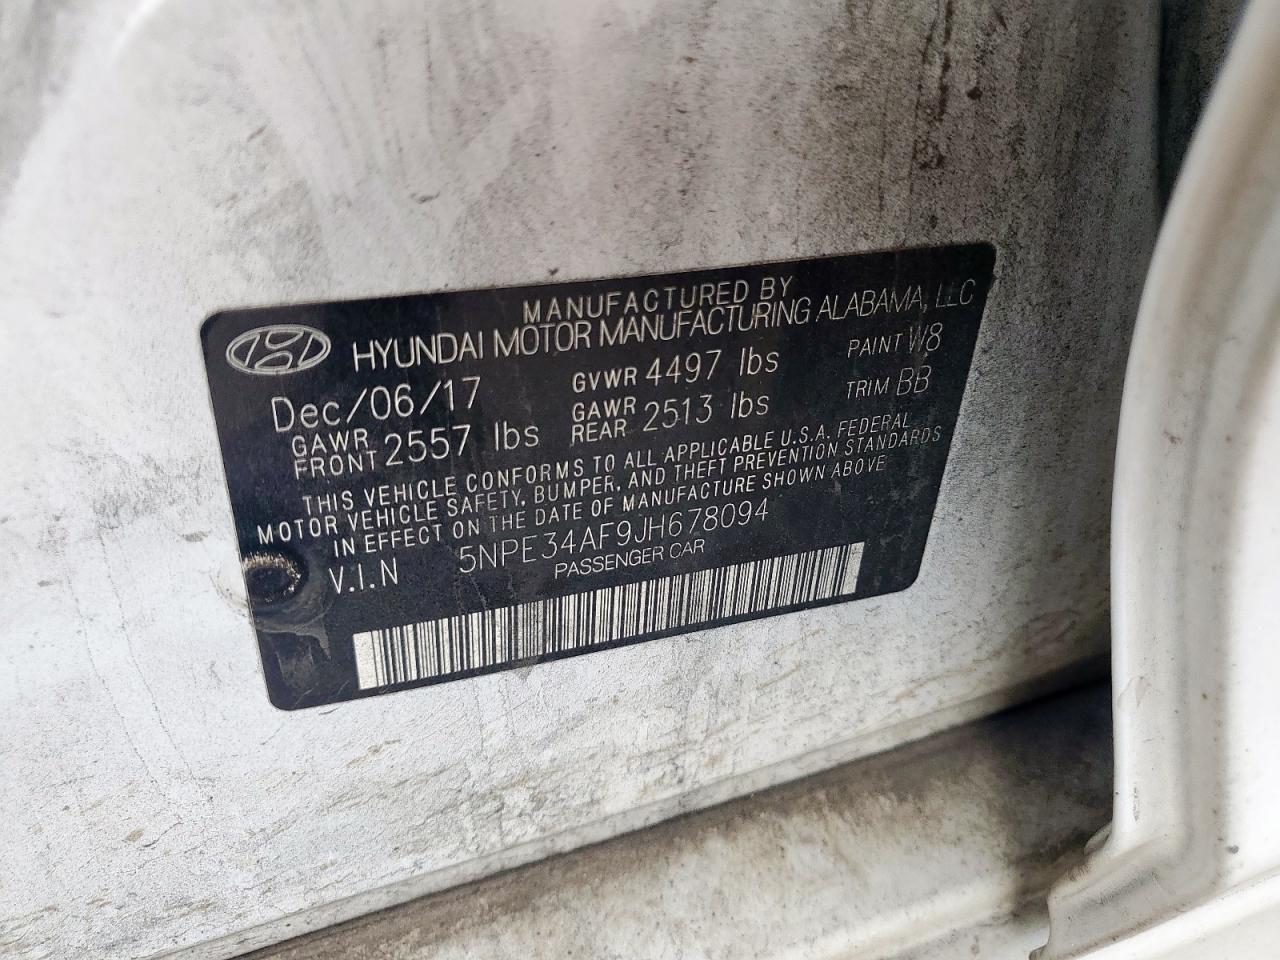 MANUFACTURED BY
HYUNDAI MOTOR MANUFACTURING ALABAMA, LLC
Dec/06/17 GVWR 4497 lbs PAINT W8
GAWR FRONT 2557 lbs GAWR REAR 2513 lbs TRIM BB
THIS VEHICLE CONFORMS TO ALL APPLICABLE U.S.A. FEDERAL
MOTOR VEHICLE SAFETY, BUMPER, AND THEFT PREVENTION STANDARDS
IN EFFECT ON THE DATE OF MANUFACTURE SHOWN ABOVE
V.I.N 5NPE34AF9JH678094
PASSENGER CAR